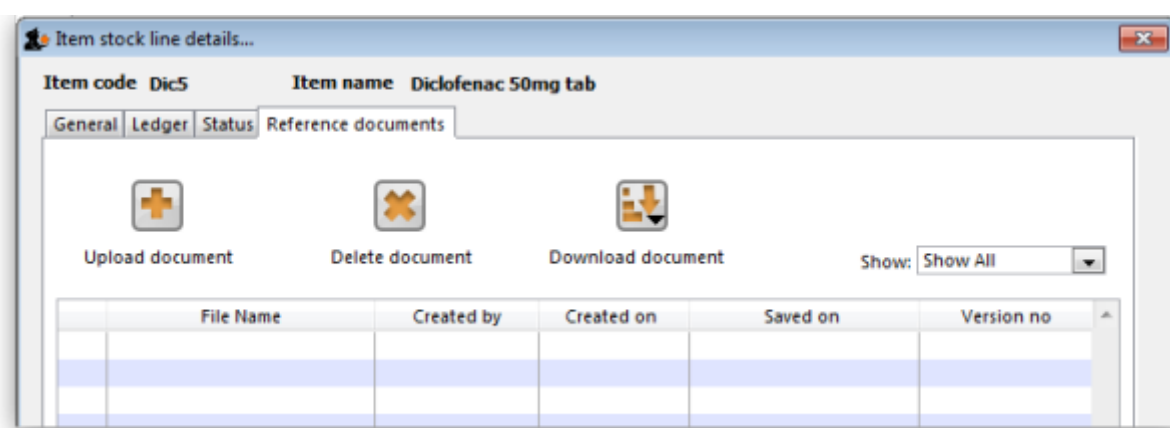 Item stock line details...
Item code Dic5 Item name Diclofenac 50mg tab
General Ledger Status Reference documents
Upload document Delete document Download document Show: Show All
File Name Created by Created on Saved on Version no